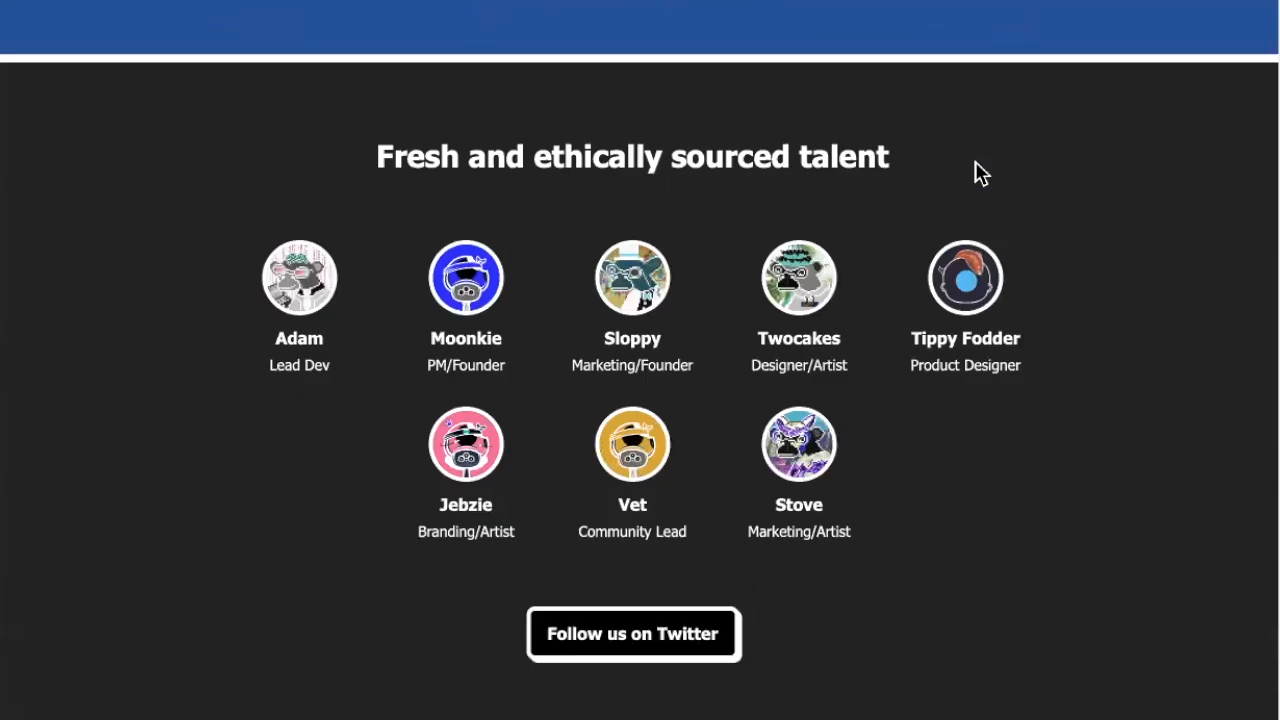 Fresh and ethically sourced talent
Adam
Lead Dev
Moonkie
PM/Founder
Sloppy
Marketing/Founder
Twocakes
Designer/Artist
Tippy Fodder
Product Designer
Jebzie
Branding/Artist
Vet
Community Lead
Stove
Marketing/Artist
Follow us on Twitter